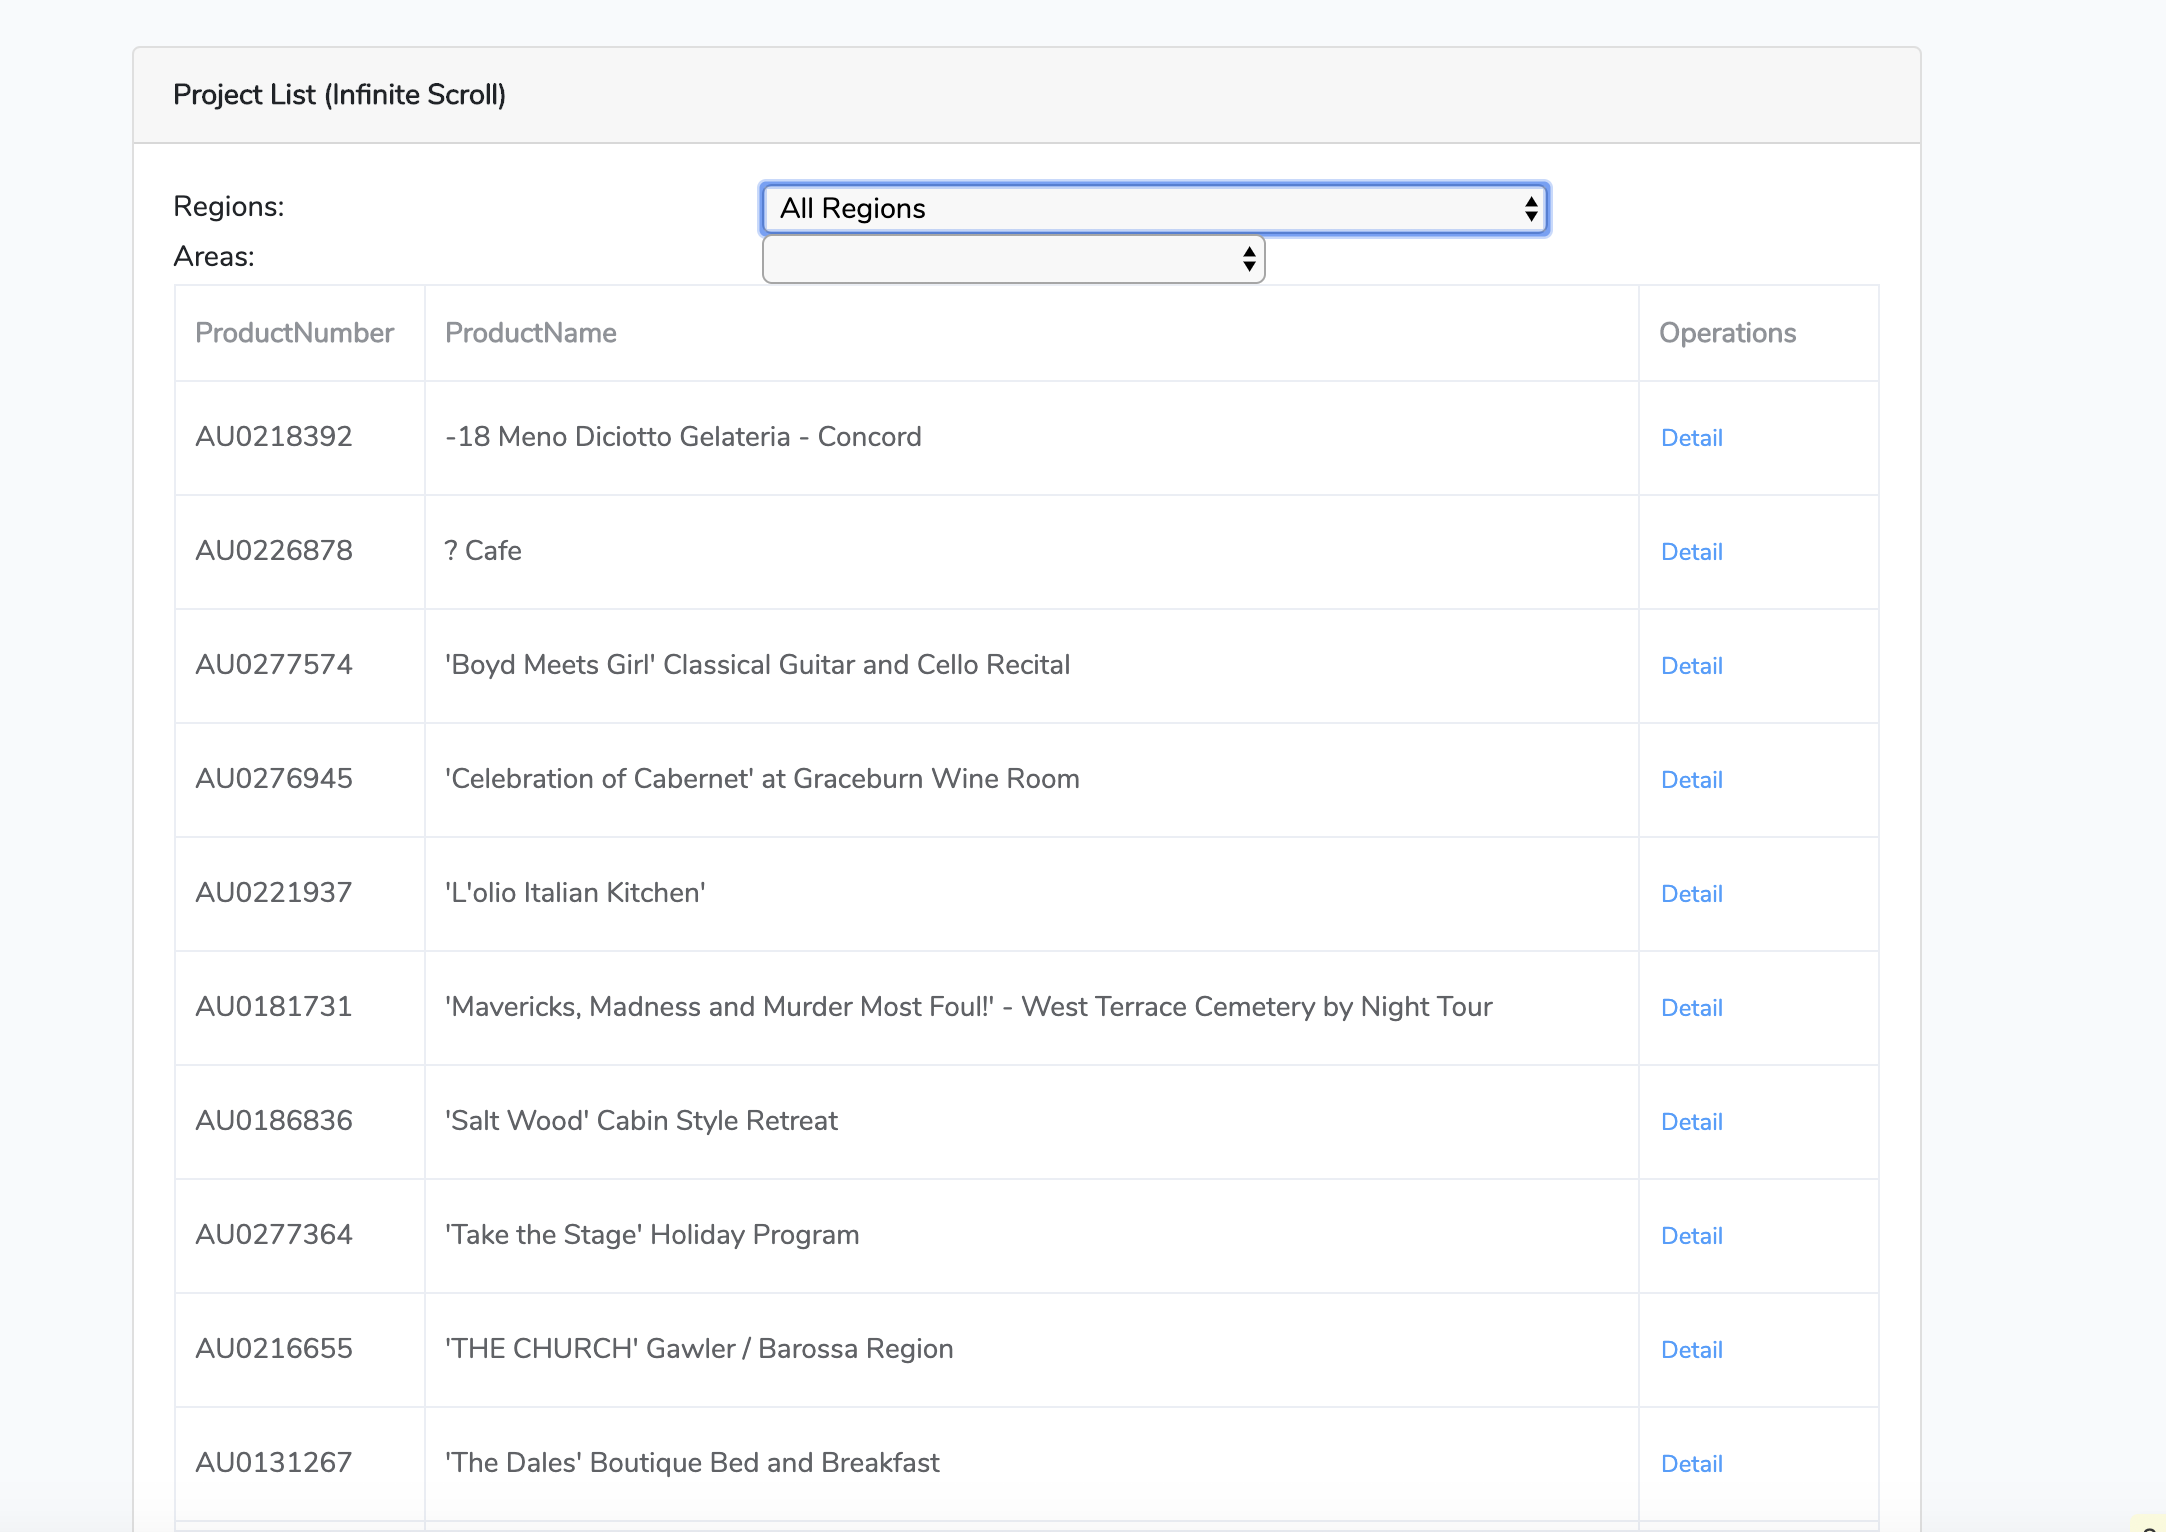 Project List (Infinite Scroll)
Regions: All Regions
Areas:
ProductNumber ProductName Operations
AU0218392 -18 Meno Diciotto Gelateria - Concord Detail
AU0226878 ? Cafe Detail
AU0277574 'Boyd Meets Girl' Classical Guitar and Cello Recital Detail
AU0276945 'Celebration of Cabernet' at Graceburn Wine Room Detail
AU0221937 'L'olio Italian Kitchen' Detail
AU0181731 'Mavericks, Madness and Murder Most Foul!' - West Terrace Cemetery by Night Tour Detail
AU0186836 'Salt Wood' Cabin Style Retreat Detail
AU0277364 'Take the Stage' Holiday Program Detail
AU0216655 'THE CHURCH' Gawler / Barossa Region Detail
AU0131267 'The Dales' Boutique Bed and Breakfast Detail